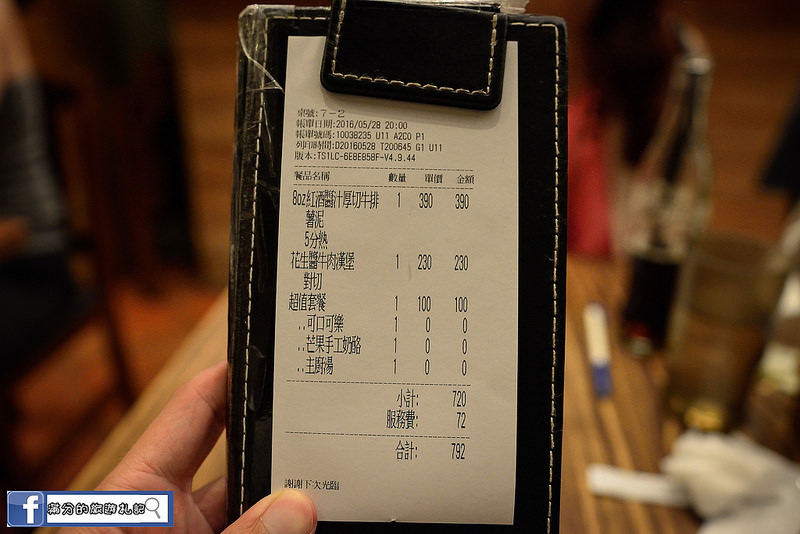 桌號:7-2
帳單日期:2016/05/28 20:00
帳單號碼:10038235 U11 A2C0 P1
列印時間:D20160528 T200645 G1 U11
版本:TS1LC-6E8E858F-V4.9.44
餐品名稱 數量 單價 金額
8oz紅酒醬汁厚切牛排 1 390 390
薯泥
5分熟
花生醬牛肉漢堡 1 230 230
對切
超值套餐 1 100 100
..可口可樂 1 0 0
..芒果手工奶酪 1 0 0
..主廚湯 1 0 0
小計: 720
服務費: 72
合計: 792
謝謝下次光臨
f 滿分的旅遊札記